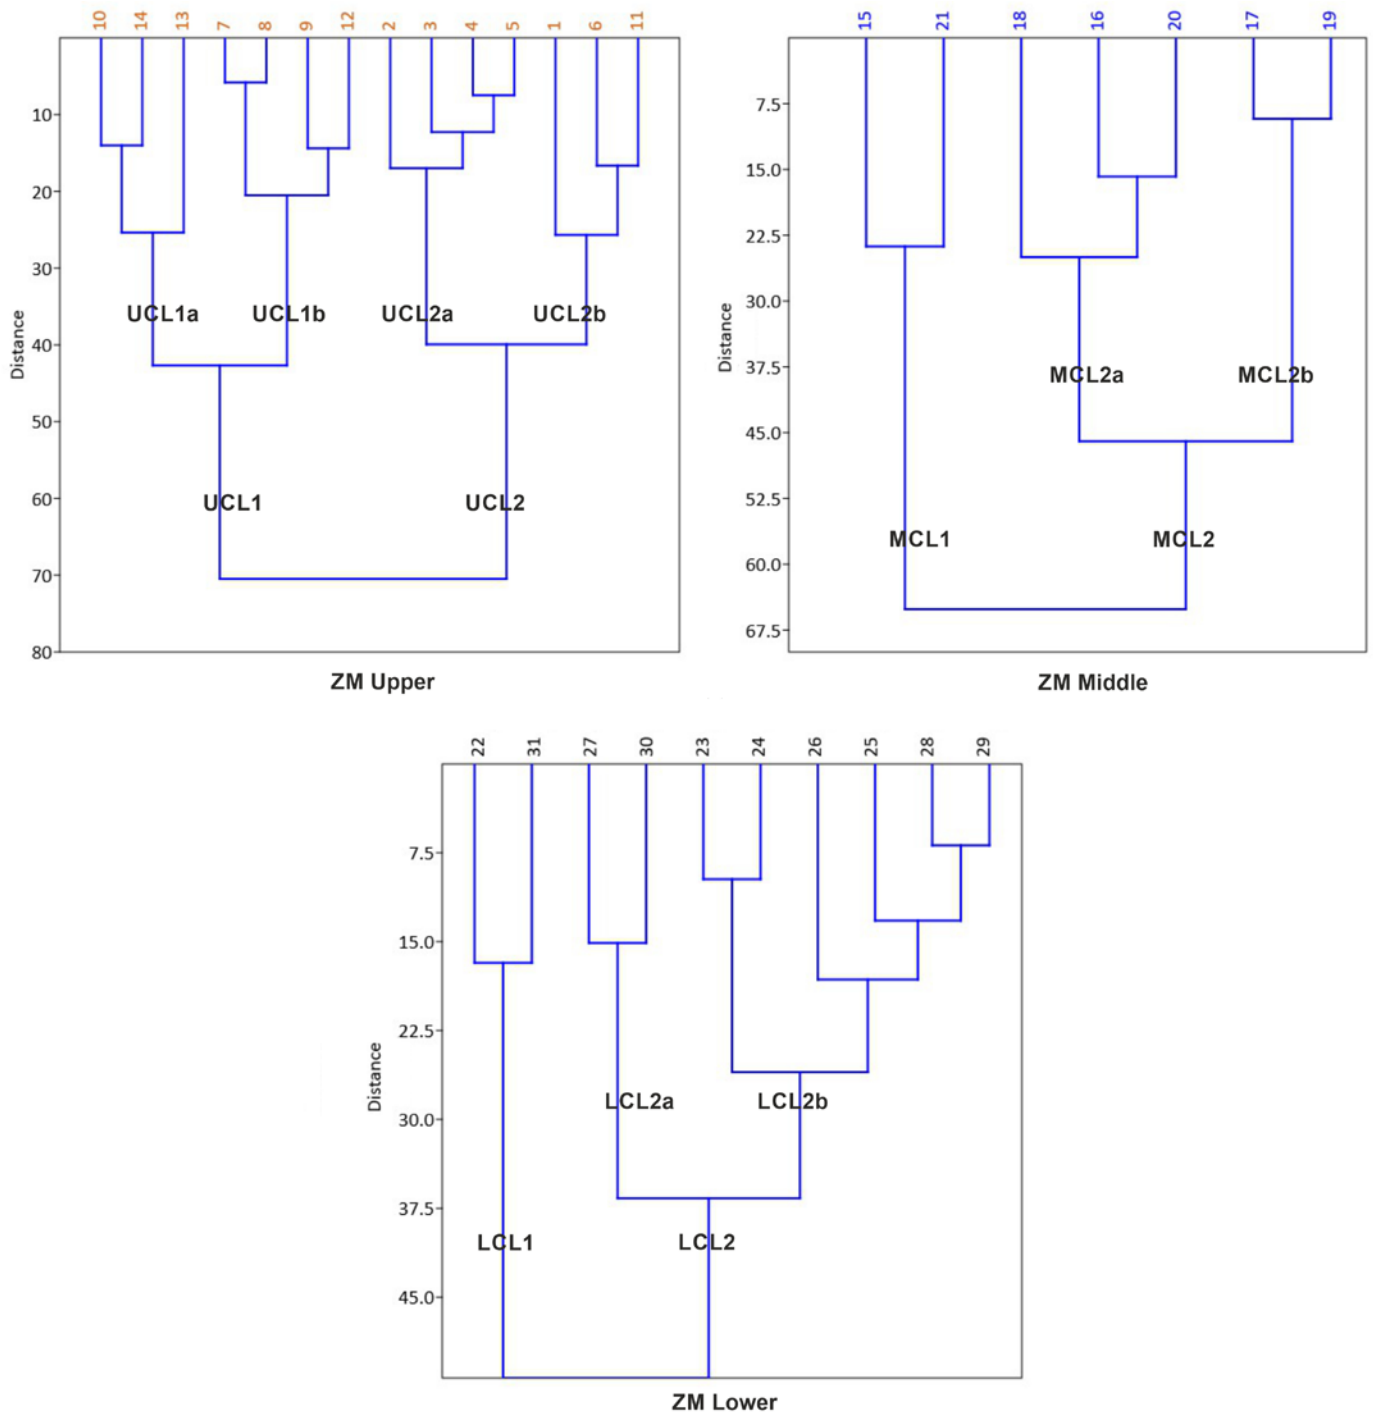 10 14 13 7 8 9 12 2 3 4 5 1 6 11
10
20
30
40
50
60
70
80
Distance
UCL1a UCL1b UCL2a UCL2b
UCL1 UCL2
ZM Upper
15 21 18 16 20 17 19
7.5
15.0
22.5
30.0
37.5
45.0
52.5
60.0
67.5
Distance
MCL2a MCL2b
MCL1 MCL2
ZM Middle
22 31 27 30 23 24 26 25 28 29
7.5
15.0
22.5
30.0
37.5
45.0
Distance
LCL2a LCL2b
LCL1 LCL2
ZM Lower